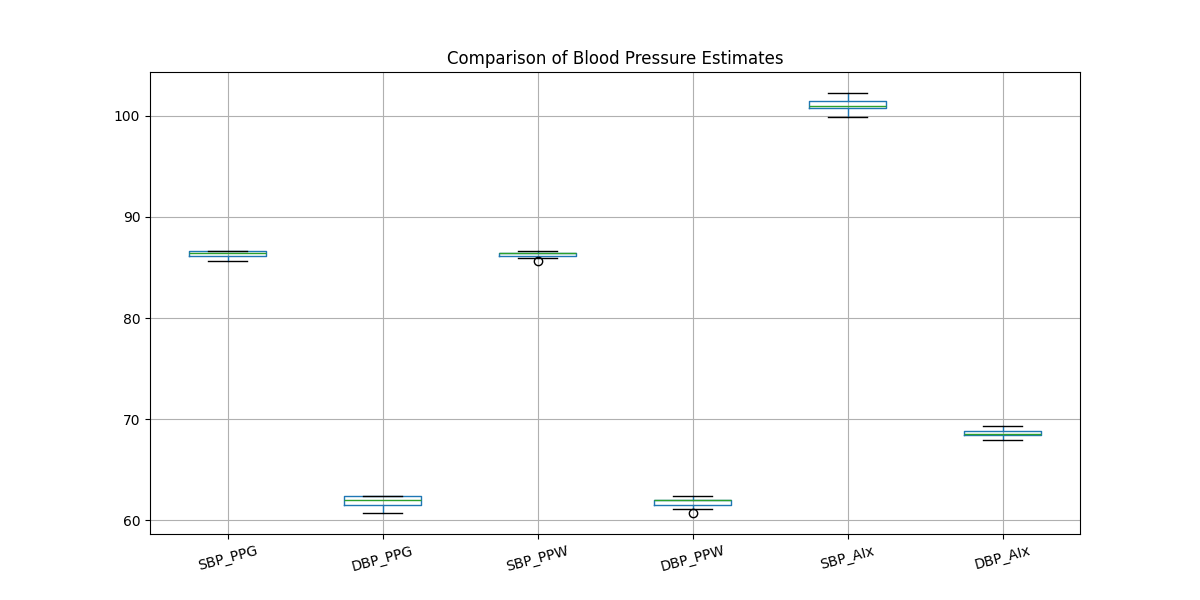 Comparison of Blood Pressure Estimates
100
90
80
70
60
SBP_PPG
DBP_PPG
SBP_PPW
DBP_PPW
SBP_AIx
DBP_AIx